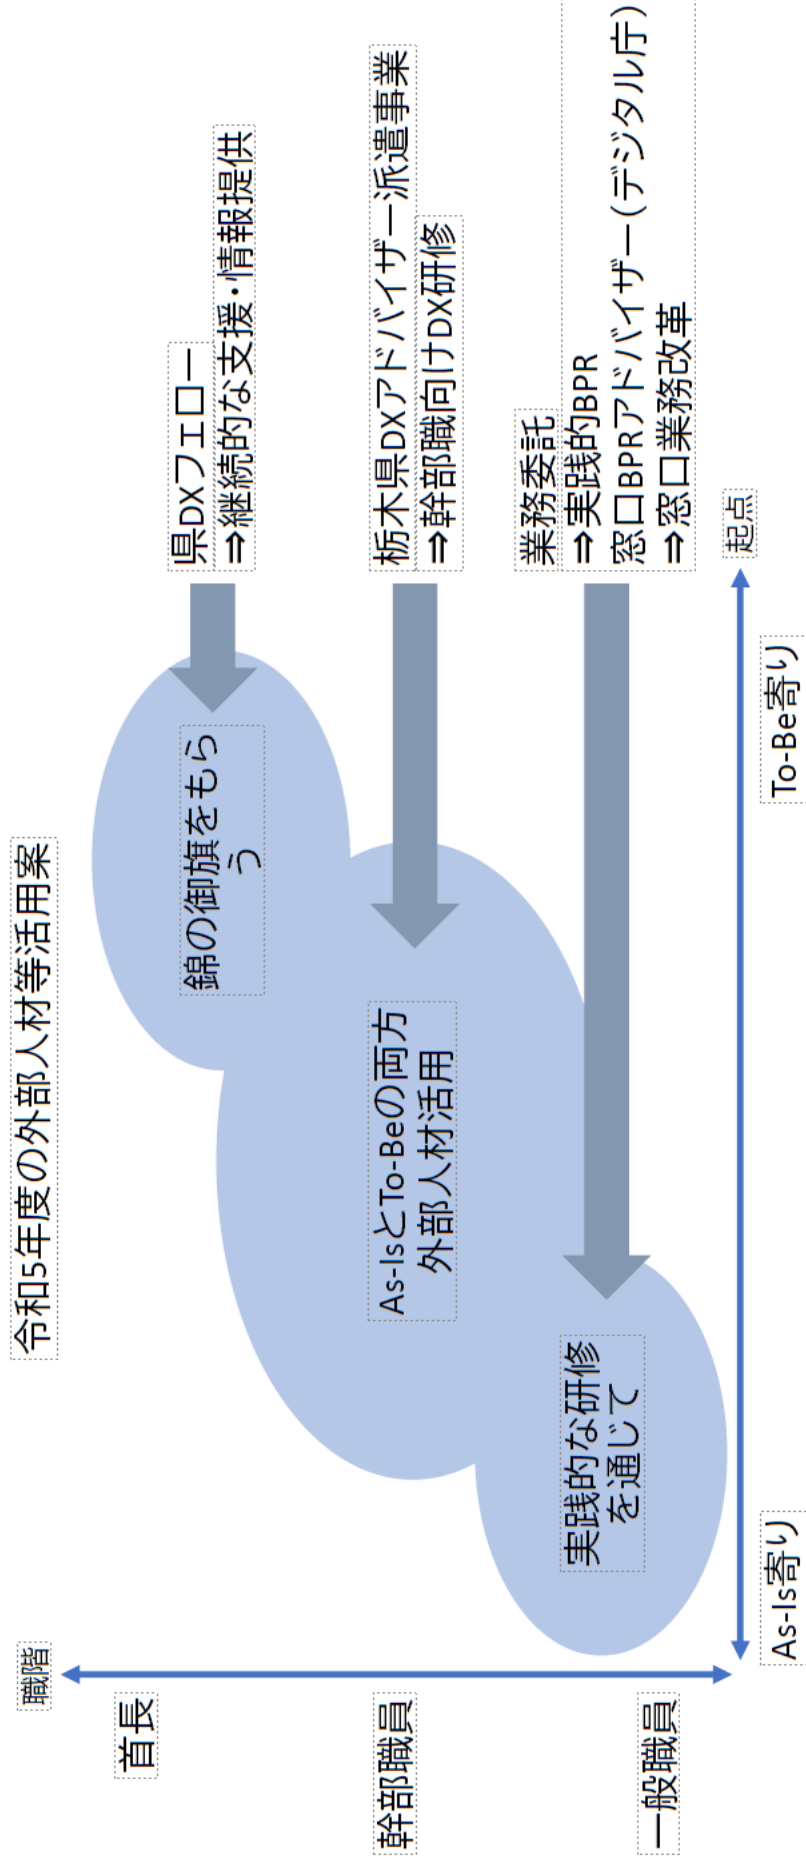 令和5年度の外部人材等活用案
職階
首長
幹部職員
一般職員
錦の御旗をもら
う
As-IsとTo-Beの両方
外部人材活用
実践的な研修
を通じて
県DXフェロー
⇒継続的な支援・情報提供
栃木県DXアドバイザー派遣事業
⇒幹部職向けDX研修
業務委託
⇒実践的BPR
窓口BPRアドバイザー(デジタル庁)
⇒窓口業務改革
起点
As-Is寄り
To-Be寄り